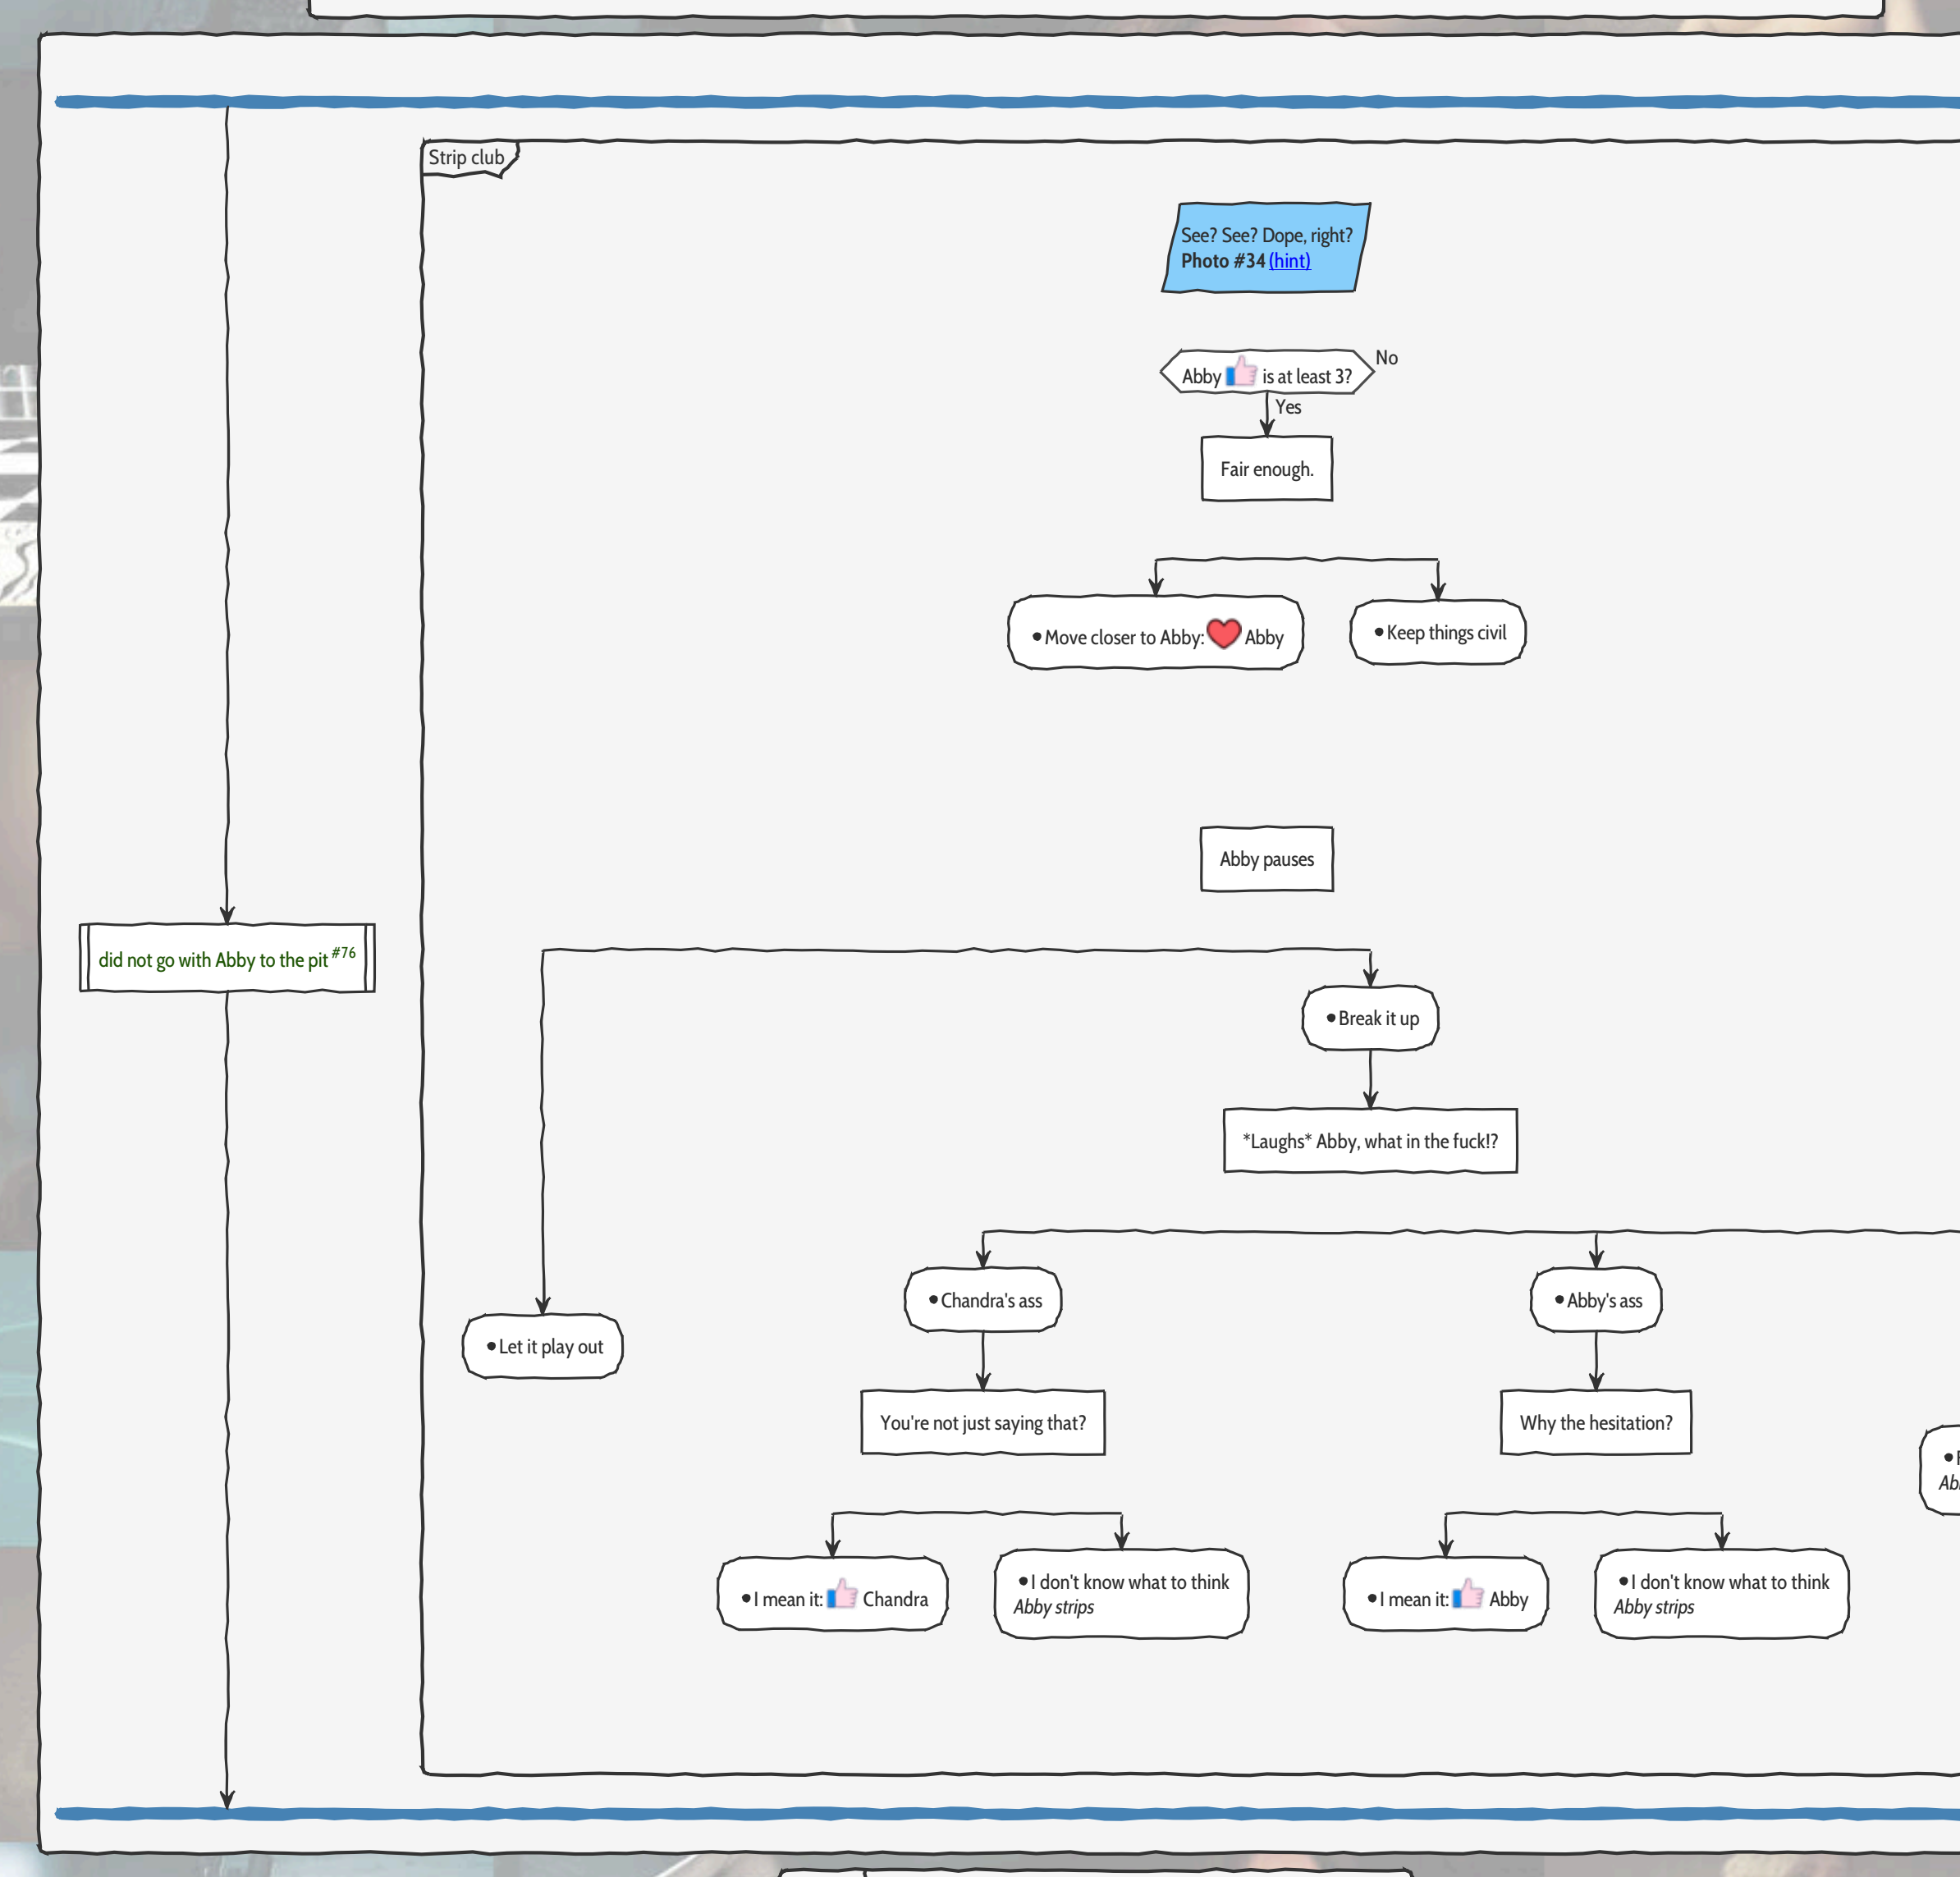 Strip club
See? See? Dope, right?
Photo #34 (hint)
Abby is at least 3?
No
Yes
Fair enough.
•Move closer to Abby: Abby
•Keep things civil
Abby pauses
did not go with Abby to the pit #76
•Break it up
*Laughs* Abby, what in the fuck!?
•Chandra's ass
•Abby's ass
•Let it play out
You're not just saying that?
Why the hesitation?
•I mean it: Chandra
•I don't know what to think
Abby strips
•I mean it: Abby
•I don't know what to think
Abby strips